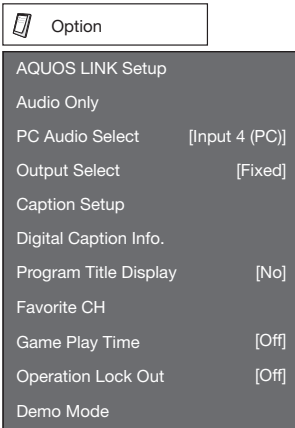 Option
AQUOS LINK Setup
Audio Only
PC Audio Select [Input 4 (PC)]
Output Select [Fixed]
Caption Setup
Digital Caption Info.
Program Title Display [No]
Favorite CH
Game Play Time [Off]
Operation Lock Out [Off]
Demo Mode